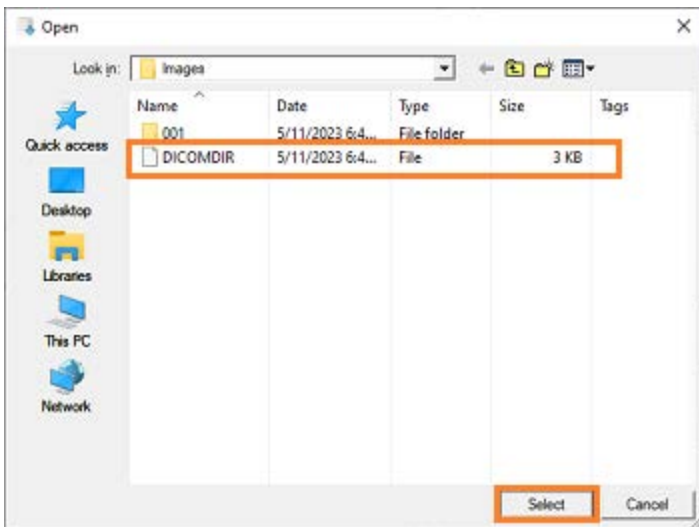 Open
Look in: Images
Name Date Type Size Tags
001 5/11/2023 6:4... File folder
DICOMDIR 5/11/2023 6:4... File 3 KB
Quick access
Desktop
Libraries
This PC
Network
Select Cancel